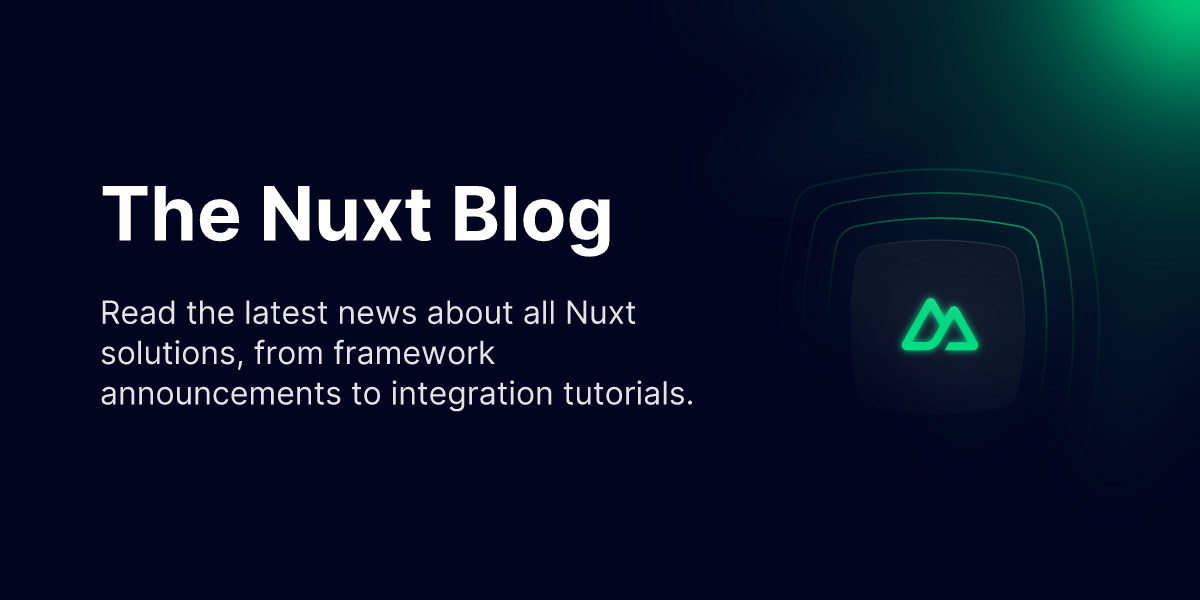 The Nuxt Blog
Read the latest news about all Nuxt
solutions, from framework
announcements to integration tutorials.